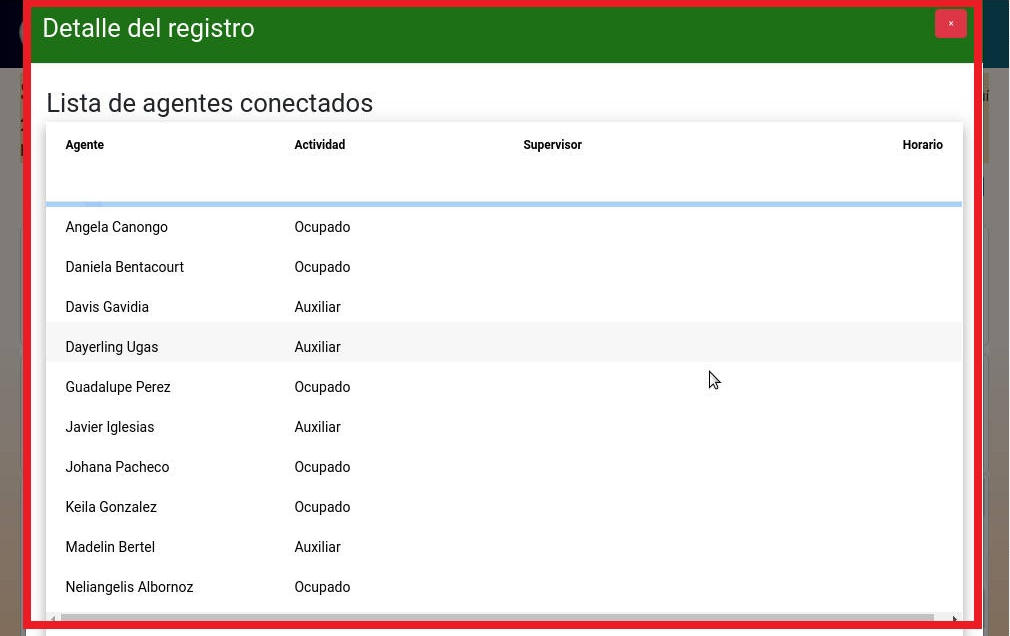 Detalle del registro
×
Lista de agentes conectados
Agente Actividad Supervisor Horario
Angela Canongo Ocupado
Daniela Bentacourt Ocupado
Davis Gavidia Auxiliar
Dayerling Ugas Auxiliar
Guadalupe Perez Ocupado
Javier Iglesias Auxiliar
Johana Pacheco Ocupado
Keila Gonzalez Ocupado
Madelin Bertel Auxiliar
Neliangelis Albornoz Ocupado